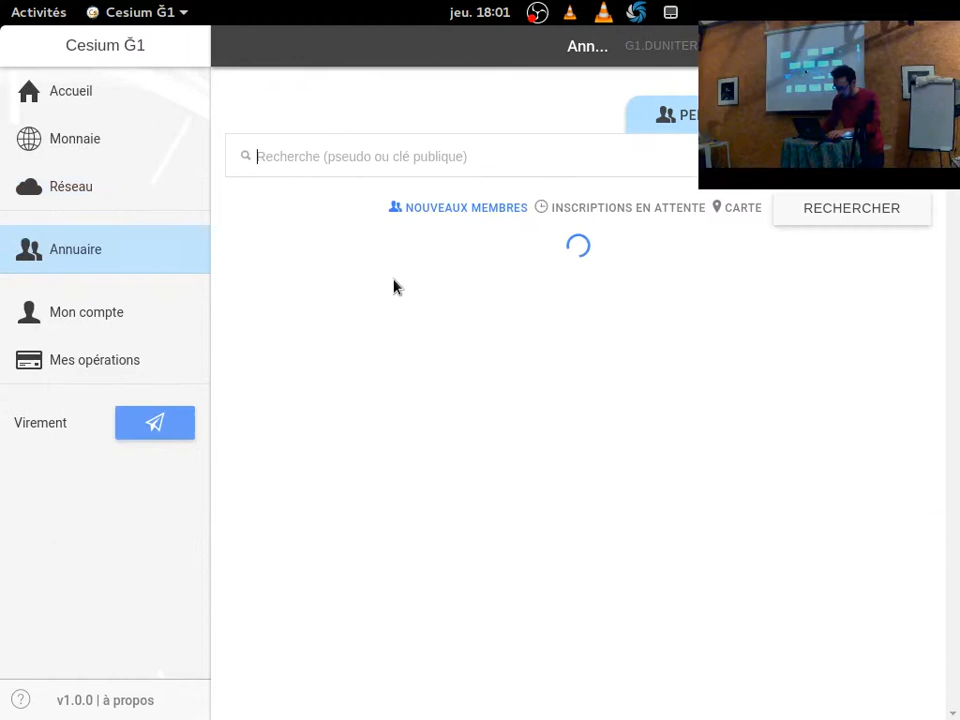 Activités
Cesium Ğ1
jeu. 18:01
Cesium Ğ1
Ann...
G1.DUNITER
Accueil
Monnaie
Réseau
Annuaire
Mon compte
Mes opérations
Virement
v1.0.0 | à propos
Recherche (pseudo ou clé publique)
NOUVEAUX MEMBRES
INSCRIPTIONS EN ATTENTE
CARTE
RECHERCHER